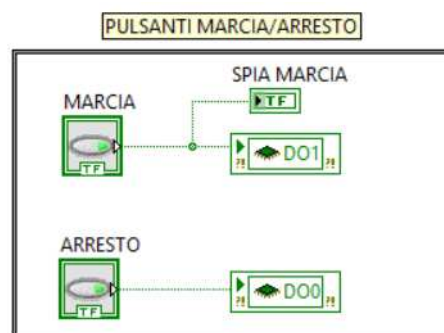 PULSANTI MARCIA/ARRESTO
SPIA MARCIA
MARCIA
TF
TF
?! DO1 ?!
ARRESTO
TF
?! DO0 ?!